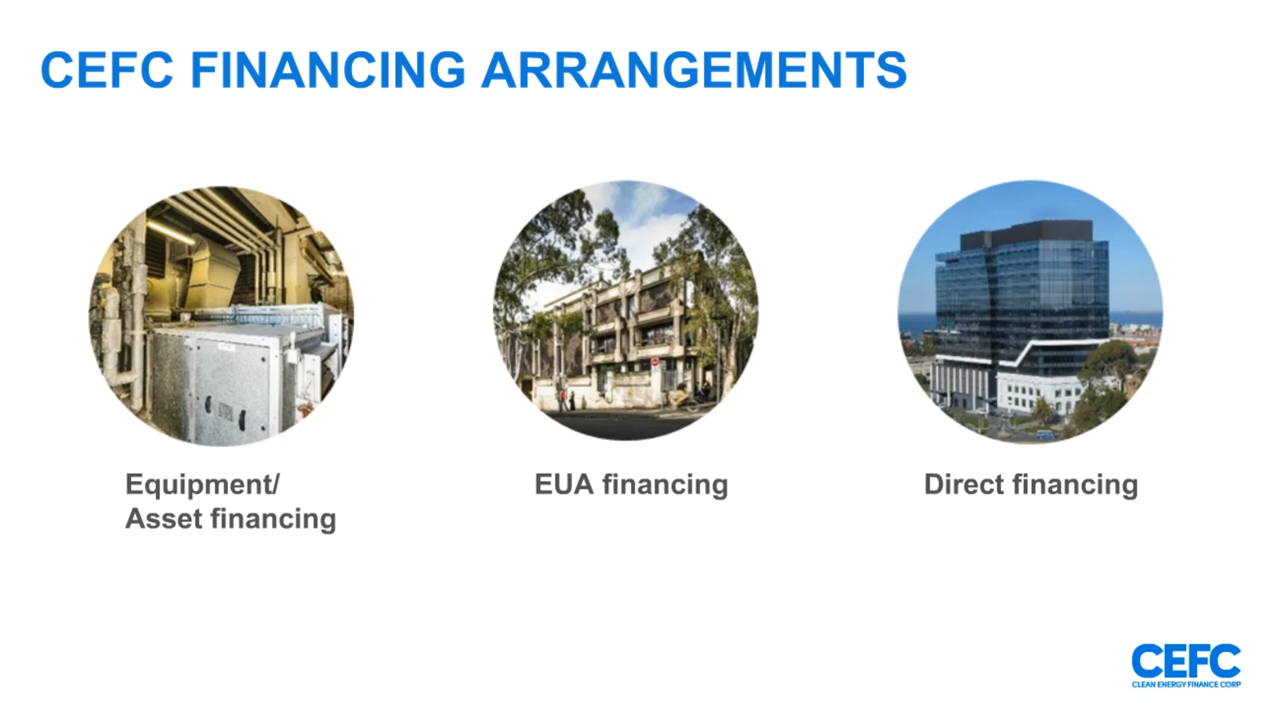 CEFC FINANCING ARRANGEMENTS
Equipment/
Asset financing
EUA financing
Direct financing
CEFC
CLEAN ENERGY FINANCE CORP